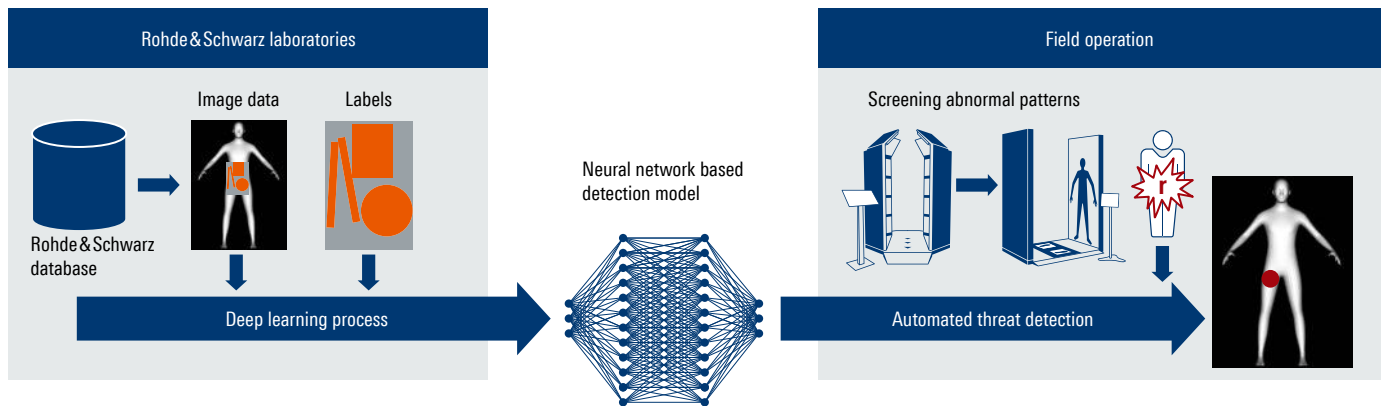 Rohde&Schwarz laboratories
Image data
Labels
Rohde&Schwarz
database
Deep learning process
Neural network based
detection model
Field operation
Screening abnormal patterns
r
Automated threat detection